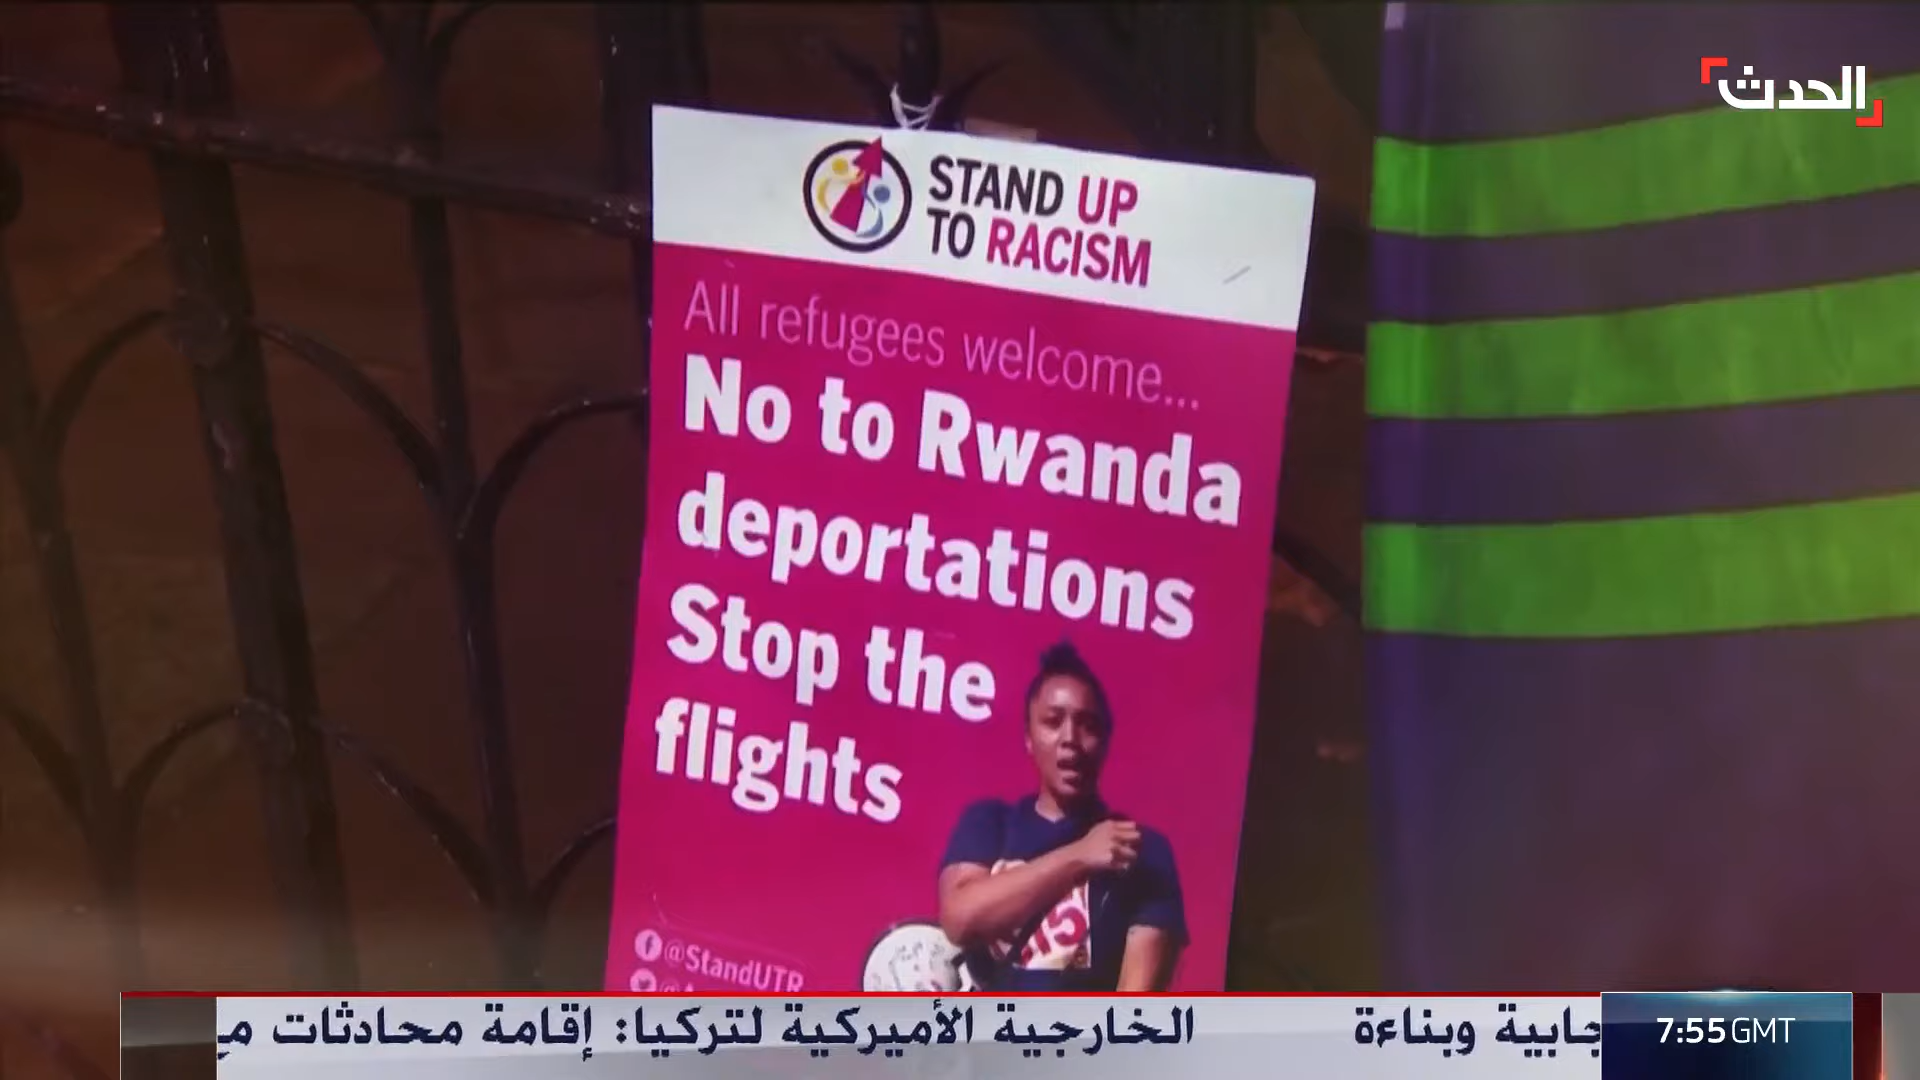 الحدث
STAND UP
TO RACISM
All refugees welcome...
No to Rwanda
deportations
Stop the
flights
@StandUTR
جابية وبناءة
الخارجية الأميركية لتركيا: إقامة محادثات
7:55 GMT